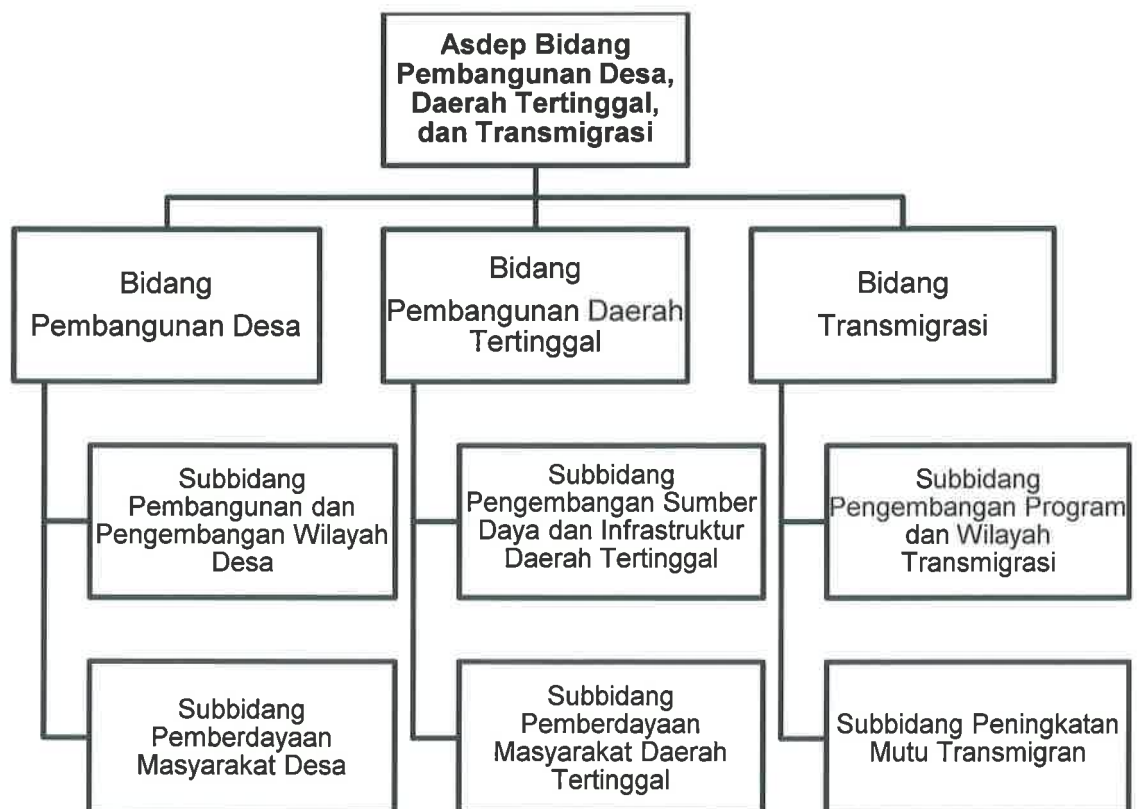 Asdep Bidang
Pembangunan Desa,
Daerah Tertinggal,
dan Transmigrasi
Bidang
Pembangunan Desa
Bidang
Pembangunan Daerah
Tertinggal
Bidang
Transmigrasi
Subbidang
Pembangunan dan
Pengembangan Wilayah
Desa
Subbidang
Pengembangan Sumber
Daya dan Infrastruktur
Daerah Tertinggal
Subbidang
Pengembangan Program
dan Wilayah
Transmigrasi
Subbidang
Pemberdayaan
Masyarakat Desa
Subbidang
Pemberdayaan
Masyarakat Daerah
Tertinggal
Subbidang Peningkatan
Mutu Transmigran